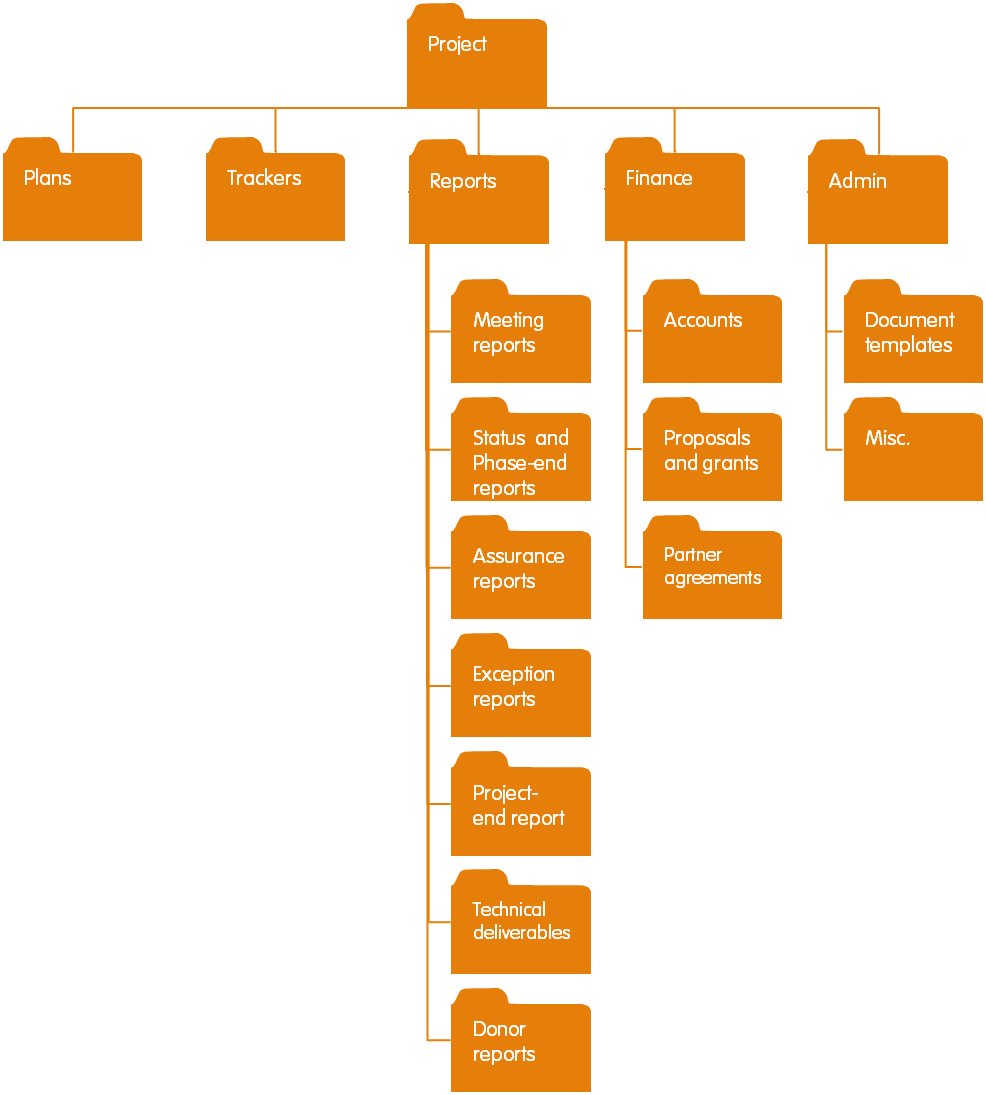 Project
Plans
Trackers
Reports
Finance
Admin
Meeting
reports
Status and
Phase-end
reports
Assurance
reports
Exception
reports
Project-
end report
Technical
deliverables
Donor
reports
Accounts
Proposals
and grants
Partner
agreements
Document
templates
Misc.